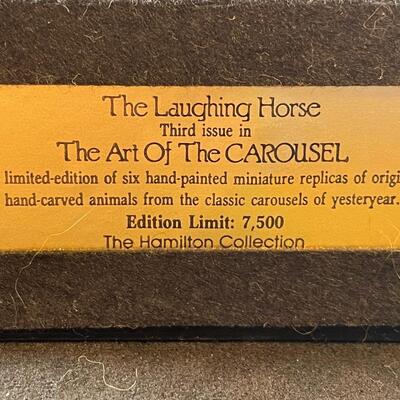 The Laughing Horse
Third issue in
The Art Of The CAROUSEL
limited-edition of six hand-painted miniature replicas of
hand-carved animals from the classic carousels of yesteryear.
Edition Limit: 7,500
The Hamilton Collection